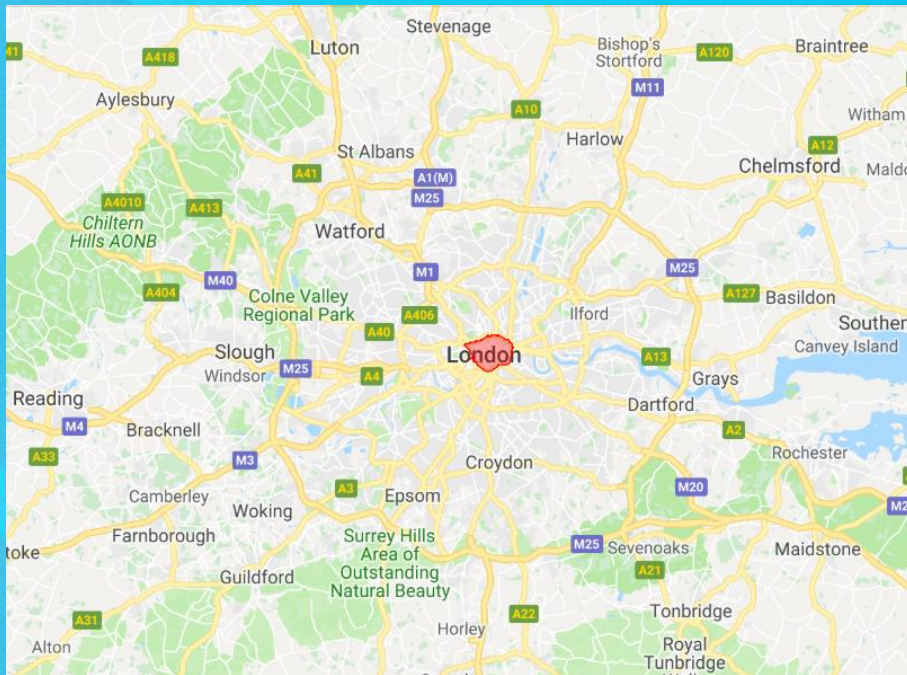 Stevenage
Luton
Bishop's
Stortford
A120
Braintree
41
A418
M11
Aylesbury
A10
Witham
Harlow
St Albans
A12
A41
A1(M)
Chelmsford
Maldo
M25
A4010
A413
Chiltern
Hills AONB
Watford
M40
M1
M25
A404
Colne Valley
Regional Park
A406
A127
Basildon
Ilford
A40
Southen
London
Canvey Island
Slough
Windsor
M25
A4
A13
Grays
Reading
Dartford
M4
Bracknell
A2
A33
M3
Croydon
Rochester
Camberley
A3
Epsom
M20
Woking
M2
Farnborough
Surrey Hills
Area of
Outstanding
Natural Beauty
M25
Sevenoaks
Maidstone
toke
Guildford
A21
A31
A22
Tonbridge
Horley
Alton
Royal
Tunbridge